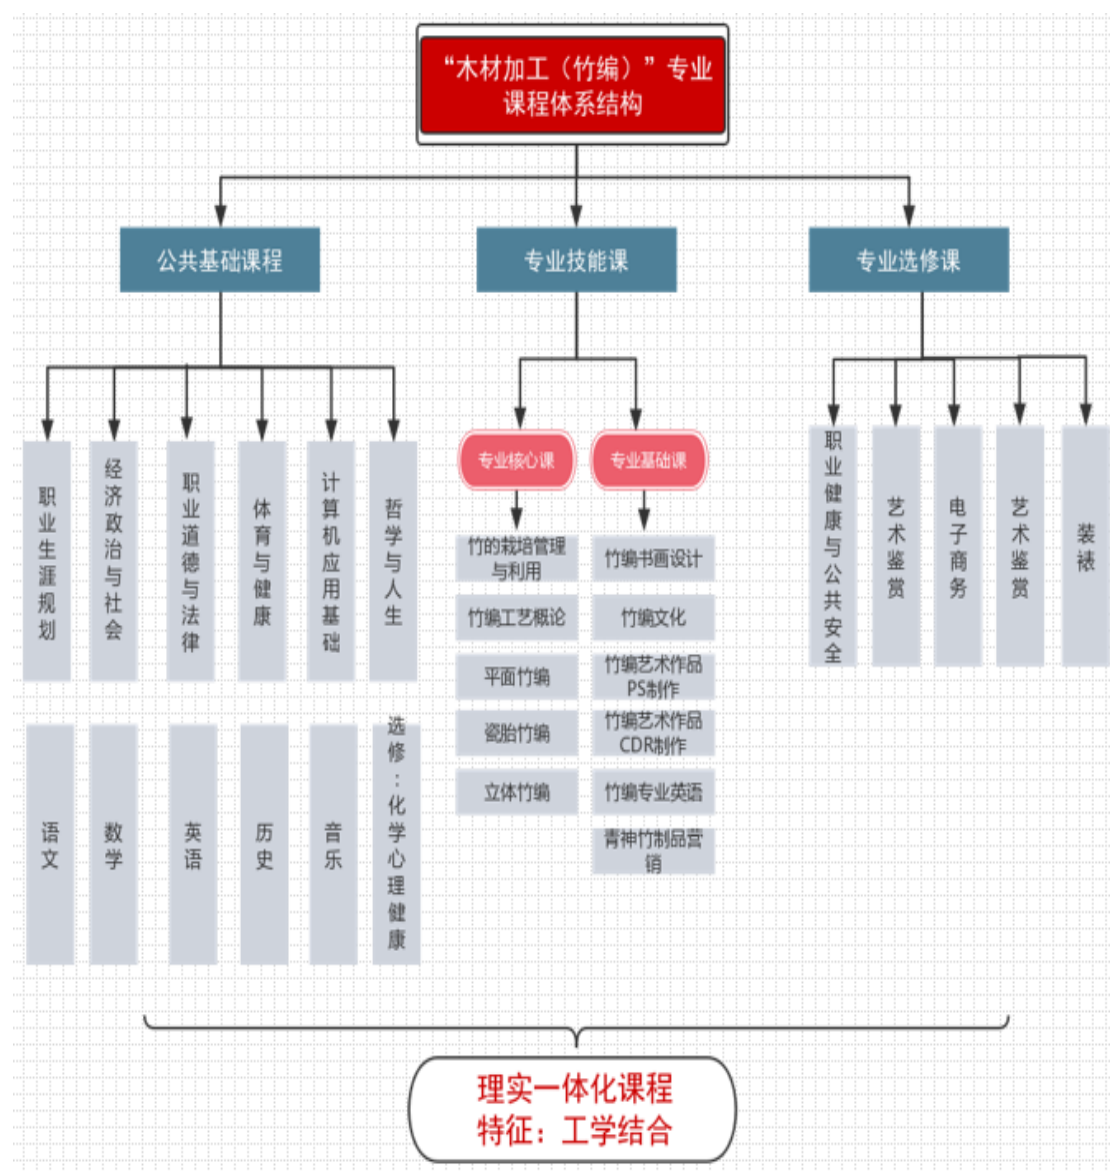 “木材加工（竹编）”专业
课程体系结构
公共基础课程
专业技能课
专业选修课
职业生涯规划
经济政治与社会
职业道德与法律
体育与健康
计算机应用基础
哲学与人生
语文
数学
英语
历史
音乐
选修：化学心理健康
专业核心课
竹的栽培管理
与利用
竹编工艺概论
平面竹编
瓷胎竹编
立体竹编
专业基础课
竹编书画设计
竹编文化
竹编艺术作品
PS制作
竹编艺术作品
CDR制作
竹编专业英语
青神竹制品营
销
职业健康与公共安全
艺术鉴赏
电子商务
艺术鉴赏
装裱
理实一体化课程
特征：工学结合